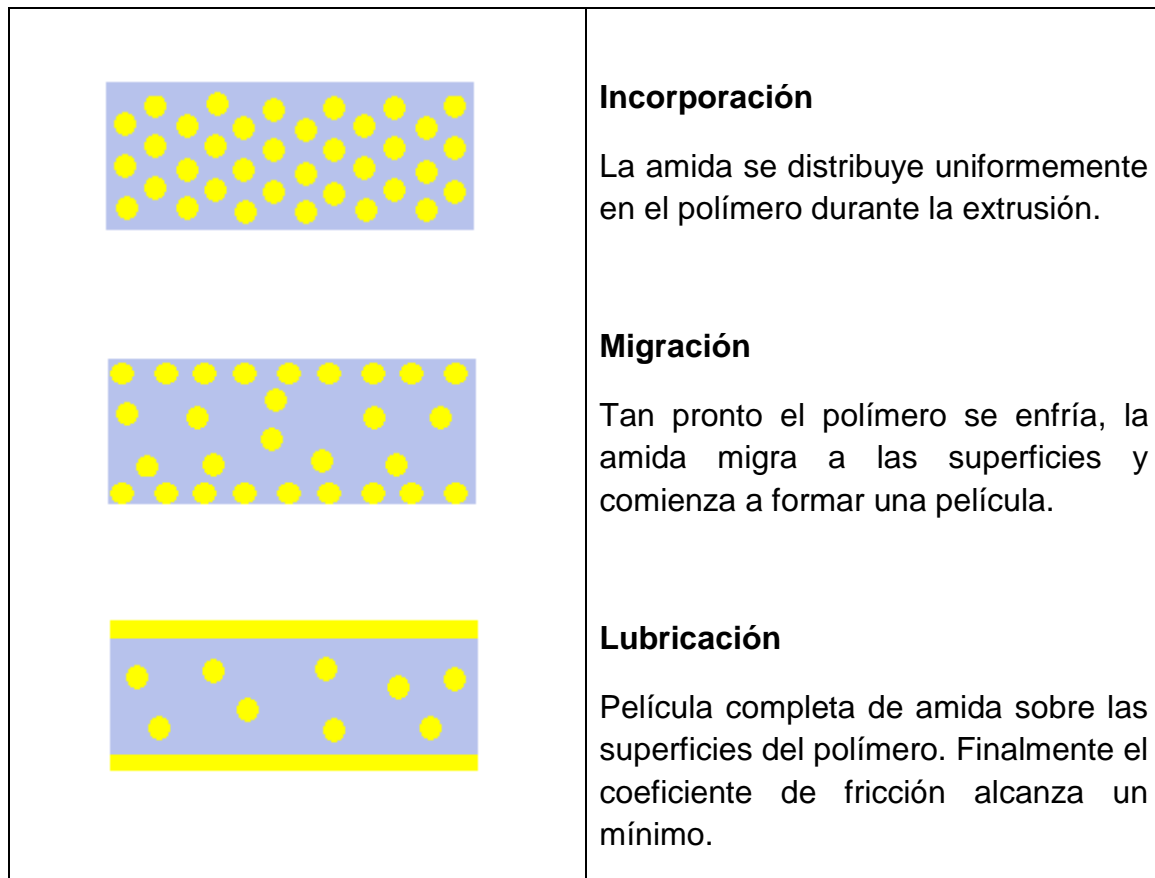 Incorporación
La amida se distribuye uniformemente
en el polímero durante la extrusión.
Migración
Tan pronto el polímero se enfría, la
amida migra a las superficies y
comienza a formar una película.
Lubricación
Película completa de amida sobre las
superficies del polímero. Finalmente el
coeficiente de fricción alcanza un
mínimo.